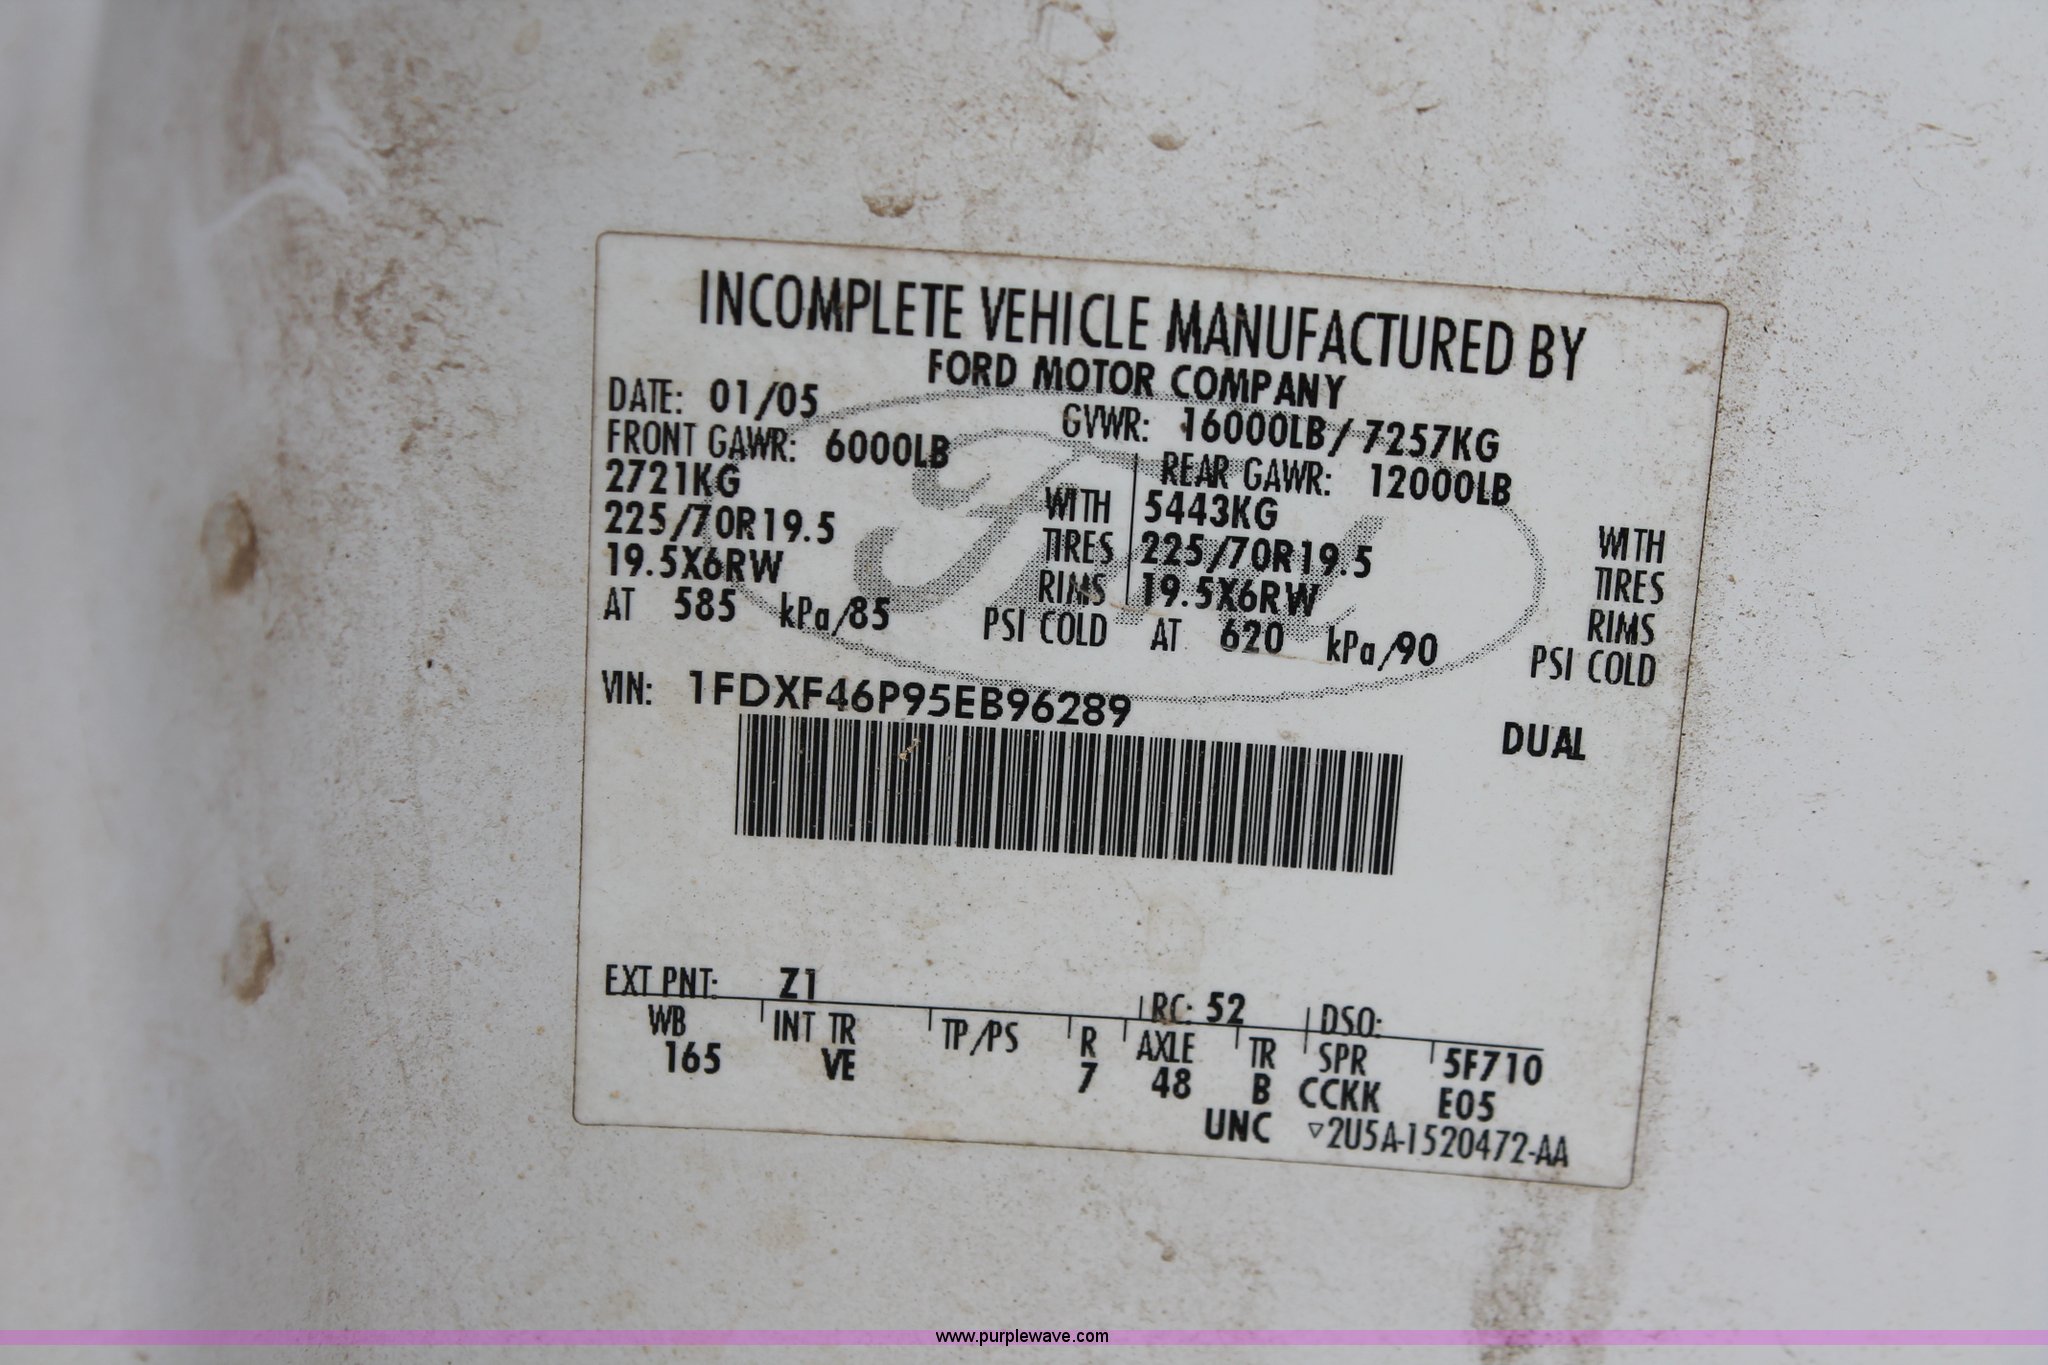 INCOMPLETE VEHICLE MANUFACTURED BY
FORD MOTOR COMPANY
DATE: 01/05 GVWR: 16000LB/ 7257KG
FRONT GAWR: 6000LB REAR GAWR: 12000LB
2721KG WITH 5443KG WITH
225/70R19.5 TIRES 225/70R19.5 TIRES
19.5X6RW RIMS 19.5X6RW RIMS
AT 585 kPa/85 PSI COLD AT 620 kPa/90 PSI COLD
VIN: 1FDXF46P95EB96289
DUAL
EXT PNT: Z1 RC: 52 DSO:
WB INT TR TP/PS R AXLE TR SPR 5F710
165 VE 7 48 B CCKK E05
UNC ▽2U5A-1520472-AA
www.purplewave.com